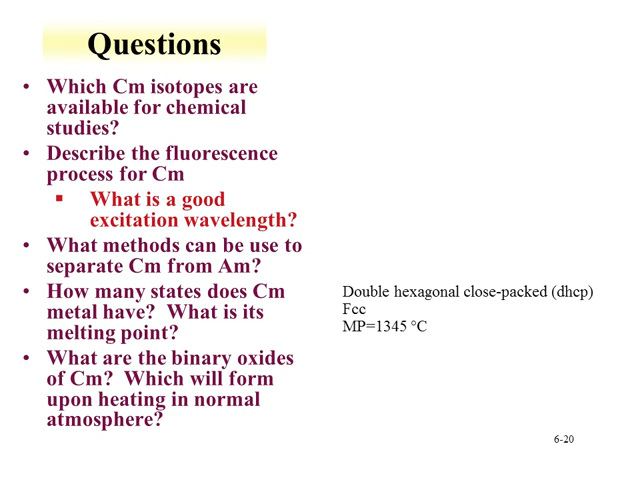 Questions
• Which Cm isotopes are
available for chemical
studies?
• Describe the fluorescence
process for Cm
▪ What is a good
excitation wavelength?
• What methods can be use to
separate Cm from Am?
• How many states does Cm
metal have?  What is its
melting point?
• What are the binary oxides
of Cm?  Which will form
upon heating in normal
atmosphere?
Double hexagonal close-packed (dhcp)
Fcc
MP=1345 °C
6-20